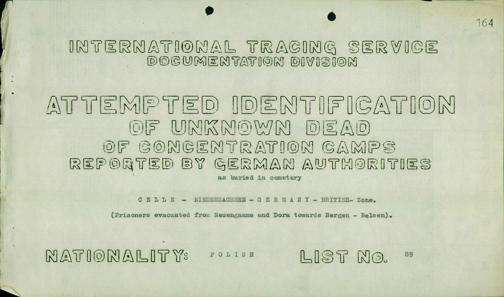 164
INTERNATIONAL TRACING SERVICE
DOCUMENTATION DIVISION
ATTEMPTED IDENTIFICATION
OF UNKNOWN DEAD
OF CONCENTRATION CAMPS
REPORTED BY GERMAN AUTHORITIES
as buried in cemetery
CELLE - NIEDERSACHSEN - GERMANY - BRITISH- Zone.
(Prisoners evacuated from Neuengamme and Dora towards Bergen - Belsen).
NATIONALITY: POLISH LIST No. 89